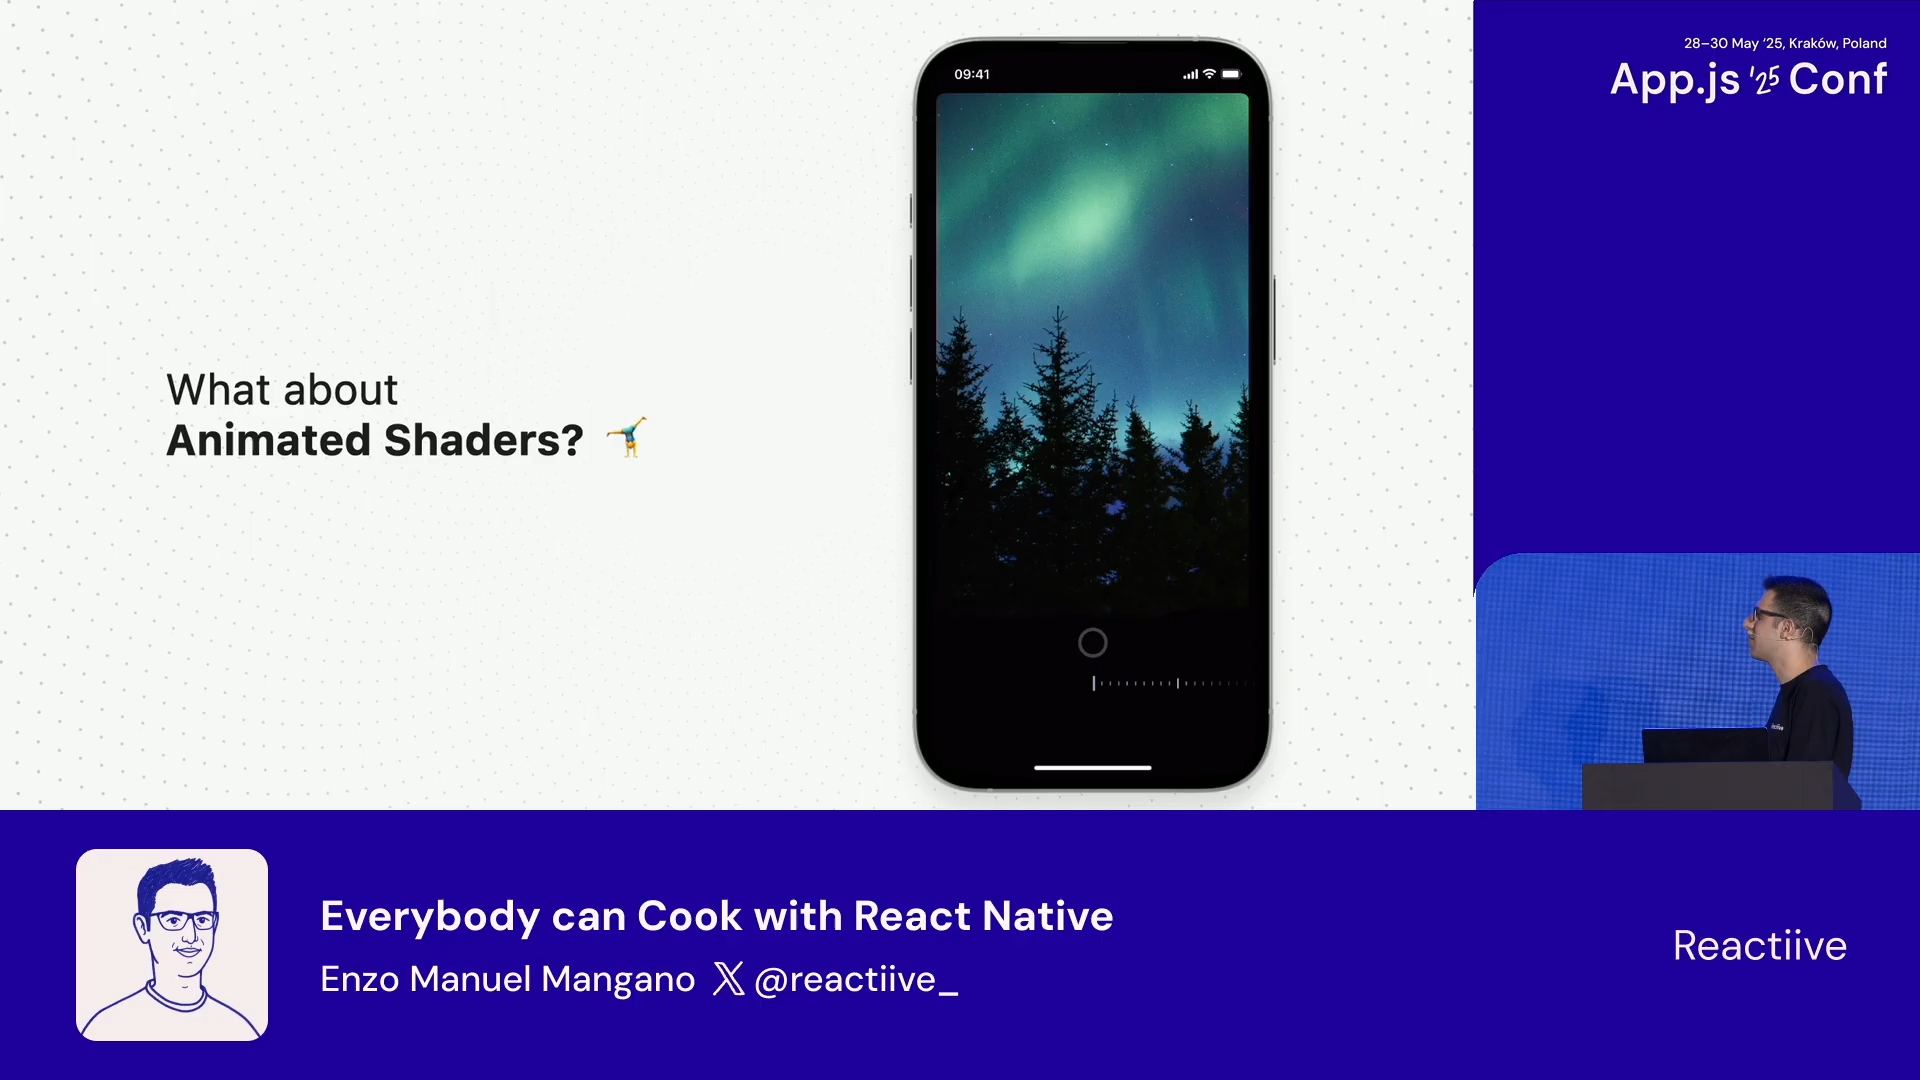 What about
Animated Shaders? 🤸
09:41
28–30 May '25, Kraków, Poland
App.js '25 Conf
Everybody can Cook with React Native
Enzo Manuel Mangano 𝕏 @reactiive_
Reactiive